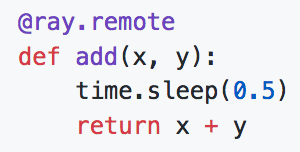 @ray.remote
def add(x, y):
    time.sleep(0.5)
    return x + y